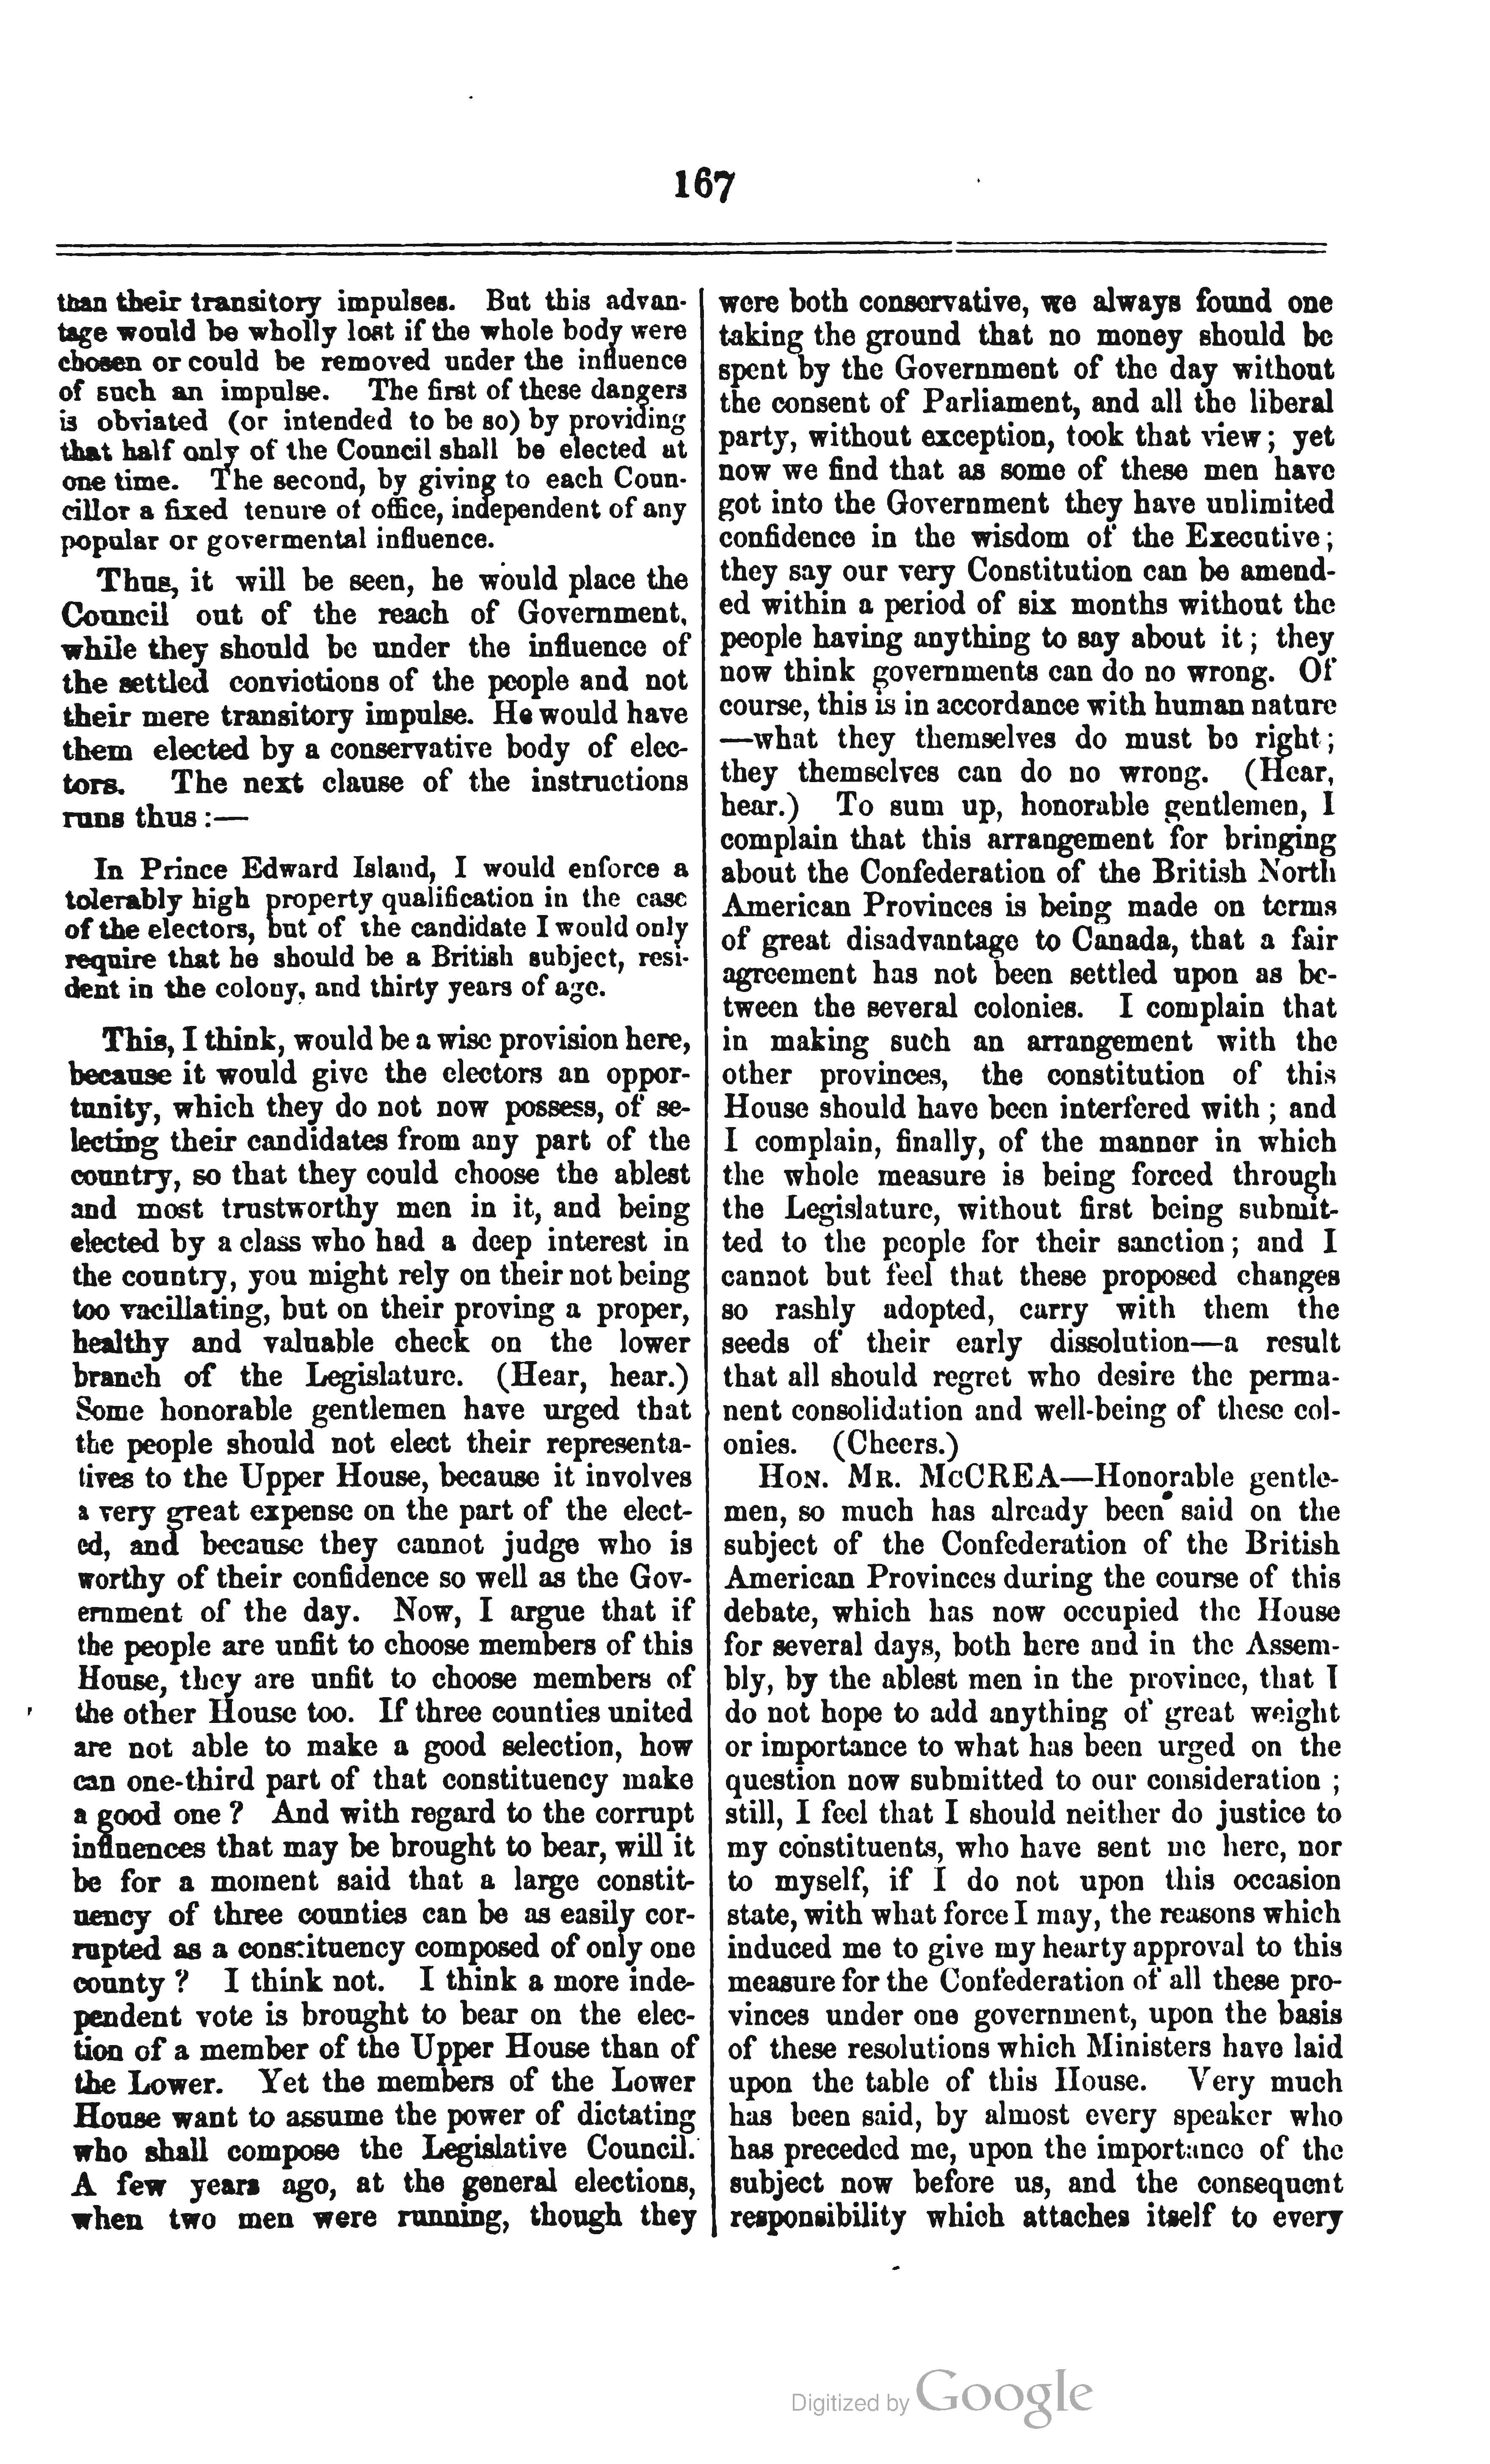 167
than their transitory impulses. But this advan-
tage would be wholly lost if the whole body were
chosen or could be removed under the influence
of such an impulse. The first of these dangers
is obviated (or intended to be so) by providing
that half only of the Council shall be elected at
one time. The second, by giving to each Coun-
cillor a fixed tenure of office, independent of any
popular or govermental influence.
Thus, it will be seen, he would place the
Council out of the reach of Government,
while they should be under the influence of
the settled convictions of the people and not
their mere transitory impulse. He would have
them elected by a conservative body of elec-
tors. The next clause of the instructions
runs thus :—
In Prince Edward Island, I would enforce a
tolerably high property qualification in the case
of the electors, but of the candidate I would only
require that he should be a British subject, resi-
dent in the colony, and thirty years of age.
This, I think, would be a wise provision here,
because it would give the electors an oppor-
tunity, which they do not now possess, of se-
lecting their candidates from any part of the
country, so that they could choose the ablest
and most trustworthy men in it, and being
elected by a class who had a deep interest in
the country, you might rely on their not being
too vacillating, but on their proving a proper,
healthy and valuable check on the lower
branch of the Legislature. (Hear, hear.)
Some honorable gentlemen have urged that
the people should not elect their representa-
tives to the Upper House, because it involves
a very great expense on the part of the elect-
ed, and because they cannot judge who is
worthy of their confidence so well as the Gov-
ernment of the day. Now, I argue that if
the people are unfit to choose members of this
House, they are unfit to choose members of
the other House too. If three counties united
are not able to make a good selection, how
can one-third part of that constituency make
a good one ? And with regard to the corrupt
influences that may be brought to bear, will it
be for a moment said that a large constit-
uency of three counties can be as easily cor-
rupted as a constituency composed of only one
county ? I think not. I think a more inde-
pendent vote is brought to bear on the elec-
tion of a member of the Upper House than of
the Lower. Yet the members of the Lower
House want to assume the power of dictating
who shall compose the Legislative Council.
A few years ago, at the general elections,
when two men were running, though they
were both conservative, we always found one
taking the ground that no money should be
spent by the Government of the day without
the consent of Parliament, and all the liberal
party, without exception, took that view ; yet
now we find that as some of these men have
got into the Government they have unlimited
confidence in the wisdom of the Executive ;
they say our very Constitution can be amend-
ed within a period of six months without the
people having anything to say about it ; they
now think governments can do no wrong. Of
course, this is in accordance with human nature
—what they themselves do must be right ;
they themselves can do no wrong. (Hear,
hear.) To sum up, honorable gentlemen, I
complain that this arrangement for bringing
about the Confederation of the British North
American Provinces is being made on terms
of great disadvantage to Canada, that a fair
agreement has not been settled upon as be-
tween the several colonies. I complain that
in making such an arrangement with the
other provinces, the constitution of this
House should have been interfered with ; and
I complain, finally, of the manner in which
the whole measure is being forced through
the Legislature, without first being submit-
ted to the people for their sanction ; and I
cannot but feel that these proposed changes
so rashly adopted, carry with them the
seeds of their early dissolution—a result
that all should regret who desire the perma-
nent consolidation and well-being of these col-
onies. (Cheers.)
HON. MR. McCREA—Honorable gentle-
men, so much has already been said on the
subject of the Confederation of the British
American Provinces during the course of this
debate, which has now occupied the House
for several days, both here and in the Assem-
bly, by the ablest men in the province, that I
do not hope to add anything of great weight
or importance to what has been urged on the
question now submitted to our consideration ;
still, I feel that I should neither do justice to
my constituents, who have sent me here, nor
to myself, if I do not upon this occasion
state, with what force I may, the reasons which
induced me to give my hearty approval to this
measure for the Confederation of all these pro-
vinces under one government, upon the basis
of these resolutions which Ministers have laid
upon the table of this House. Very much
has been said, by almost every speaker who
has preceded me, upon the importance of the
subject now before us, and the consequent
responsibility which attaches itself to every
Digitized by Google